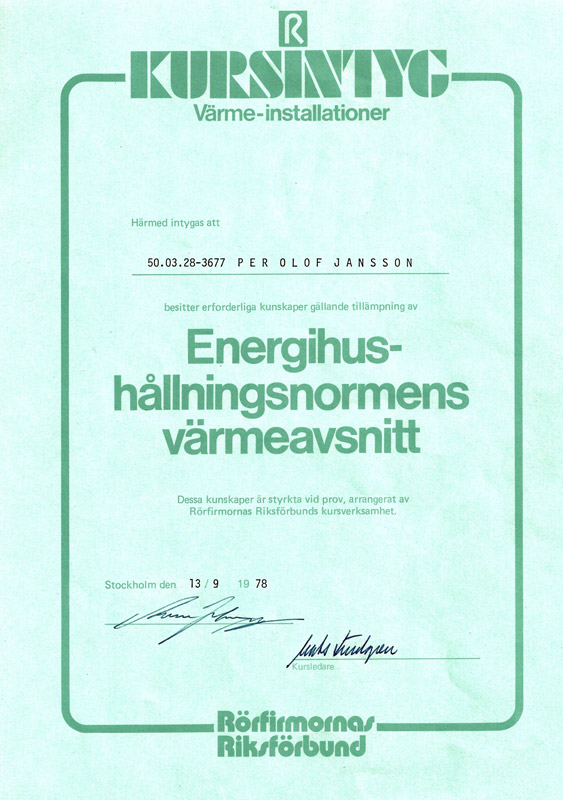 R
KURSINTYG
Värme-installationer
Härmed intygas att
50.03.28-3677 PER OLOF JANSSON
besitter erforderliga kunskaper gällande tillämpning av
Energihus-
hållningsnormens
värmeavsnitt
Dessa kunskaper är styrkta vid prov, arrangerat av
Rörfirmornas Riksförbunds kursverksamhet.
Stockholm den 13/9 1978
Kursledare
Rörfirmornas
Riksförbund